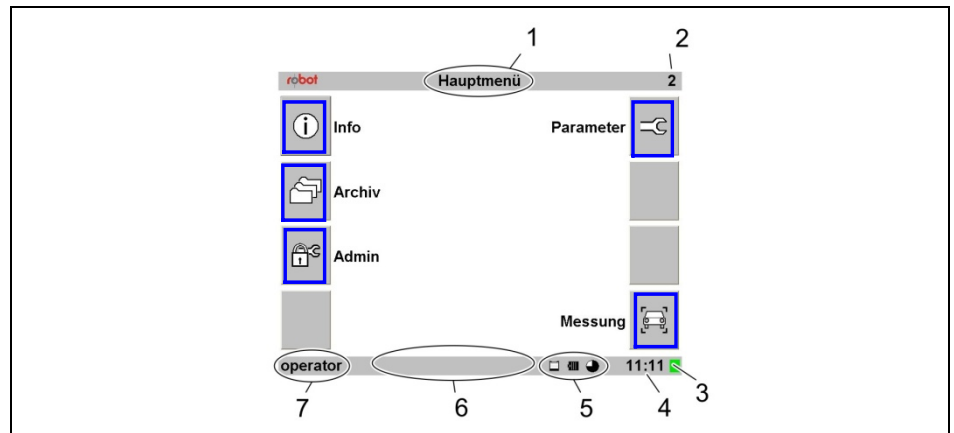 1 2
robot Hauptmenü 2
Info Parameter
Archiv
Admin
Messung
operator 11:11
7 6 5 4 3